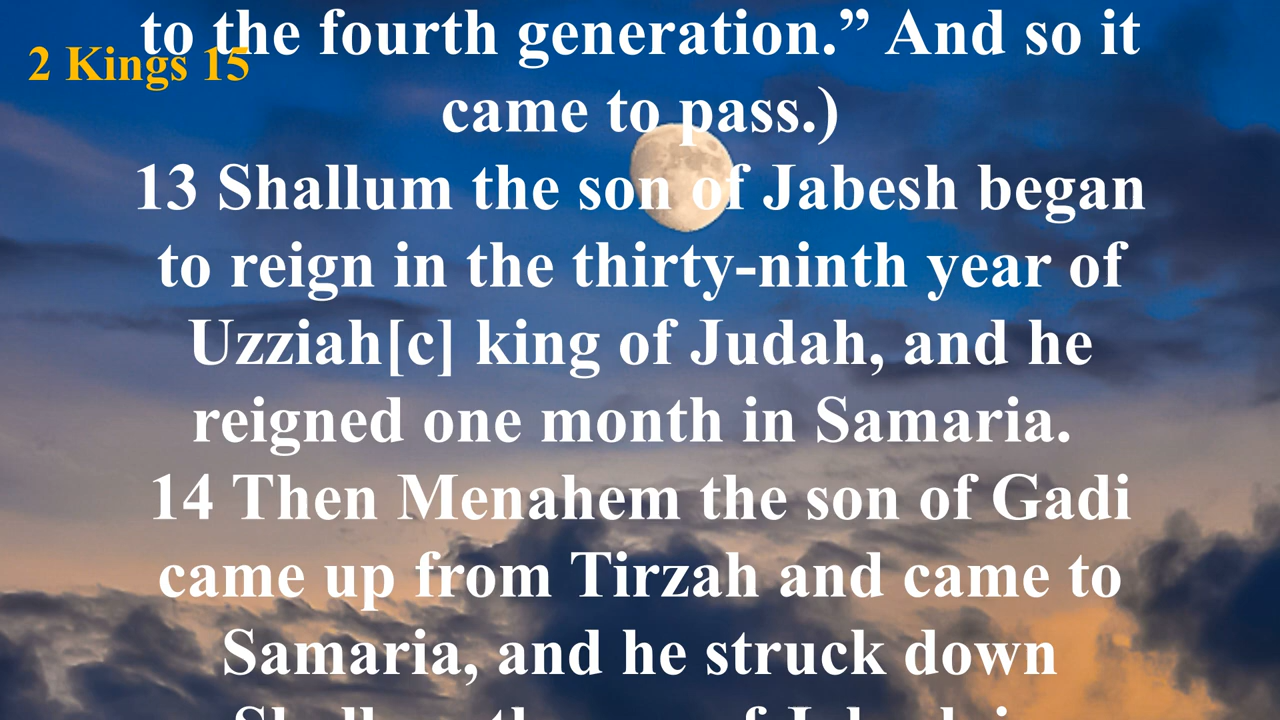 to the fourth generation.” And so it
2 Kings 15
came to pass.)
13 Shallum the son of Jabesh began
to reign in the thirty-ninth year of
Uzziah[c] king of Judah, and he
reigned one month in Samaria.
14 Then Menahem the son of Gadi
came up from Tirzah and came to
Samaria, and he struck down